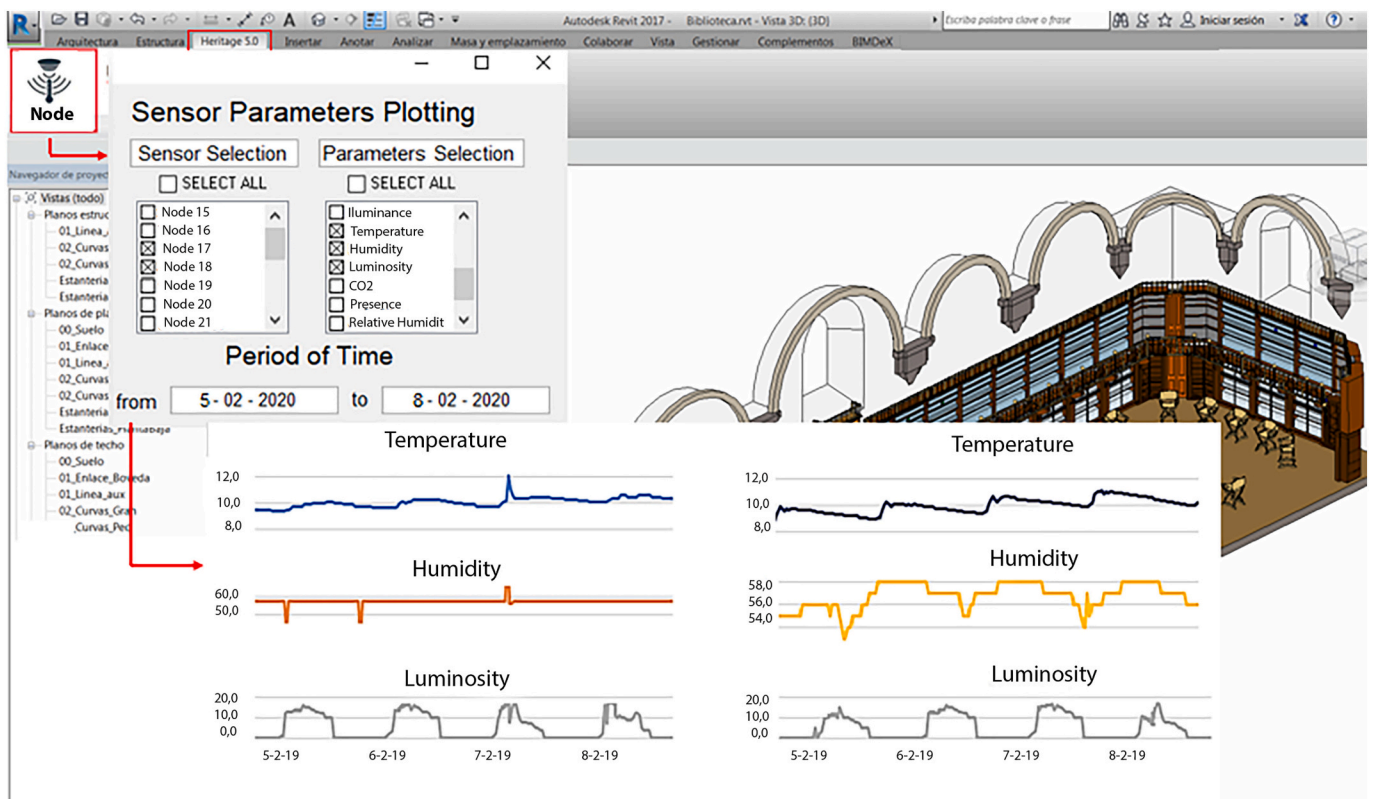 Autodesk Revit 2017 - Biblioteca.rvt - Vista 3D: {3D}
Escriba palabra clave o frase
Iniciar sesión
Arquitectura Estructura Heritage 5.0 Insertar Anotar Analizar Masa y emplazamiento Colaborar Vista Gestionar Complementos BIMDeX
Node
Sensor Parameters Plotting
Sensor Selection Parameters Selection
SELECT ALL SELECT ALL
Node 15 Iluminance
Node 16 Temperature
Node 17 Humidity
Node 18 Luminosity
Node 19 CO2
Node 20 Presence
Node 21 Relative Humidit
Period of Time
from 5 - 02 - 2020 to 8 - 02 - 2020
Navegador de proyec
Vistas (todo)
Planos estruc
01_Linea_
02_Curvas
02_Curvas
Estanteria
Estanteria
Planos de pla
00_Suelo
01_Enlace
01_Linea_
02_Curvas
02_Curvas
Estanteria
Estanterias_PlantaBaja
Planos de techo
00_Suelo
01_Enlace_Boveda
01_Linea_aux
02_Curvas_Gran
_Curvas_Peq
Temperature
12,0
10,0
8,0
Humidity
60,0
50,0
Luminosity
20,0
10,0
0,0
5-2-19 6-2-19 7-2-19 8-2-19
Temperature
12,0
10,0
8,0
Humidity
58,0
56,0
54,0
Luminosity
20,0
10,0
0,0
5-2-19 6-2-19 7-2-19 8-2-19